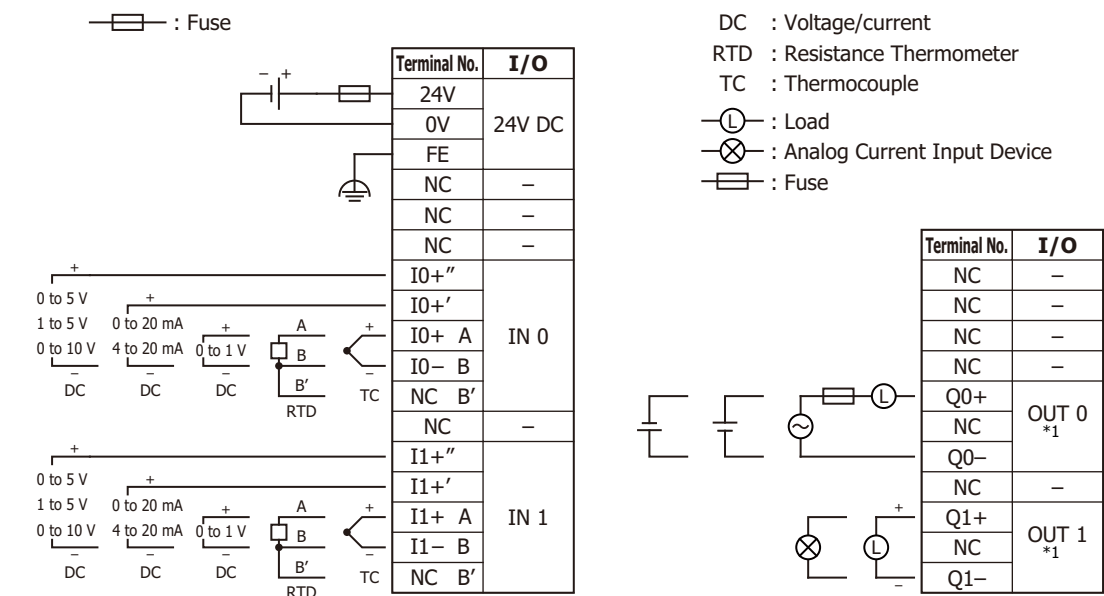 : Fuse
DC : Voltage/current
RTD : Resistance Thermometer
TC : Thermocouple
L : Load
: Analog Current Input Device
: Fuse
Terminal No. I/O
− +
24V
0V 24V DC
FE
NC −
NC −
NC −
+ I0+″
0 to 5 V + I0+′
1 to 5 V 0 to 20 mA + A + I0+ A IN 0
0 to 10 V 4 to 20 mA 0 to 1 V B I0− B
− − − B′ −
DC DC DC RTD TC NC B′
NC −
+ I1+″
0 to 5 V + I1+′
1 to 5 V 0 to 20 mA + A + I1+ A IN 1
0 to 10 V 4 to 20 mA 0 to 1 V B I1− B
− − − B′ −
DC DC DC RTD TC NC B′
Terminal No. I/O
NC −
NC −
NC −
NC −
L Q0+
NC OUT 0 *1
Q0−
NC −
+ Q1+
L NC OUT 1 *1
− Q1−